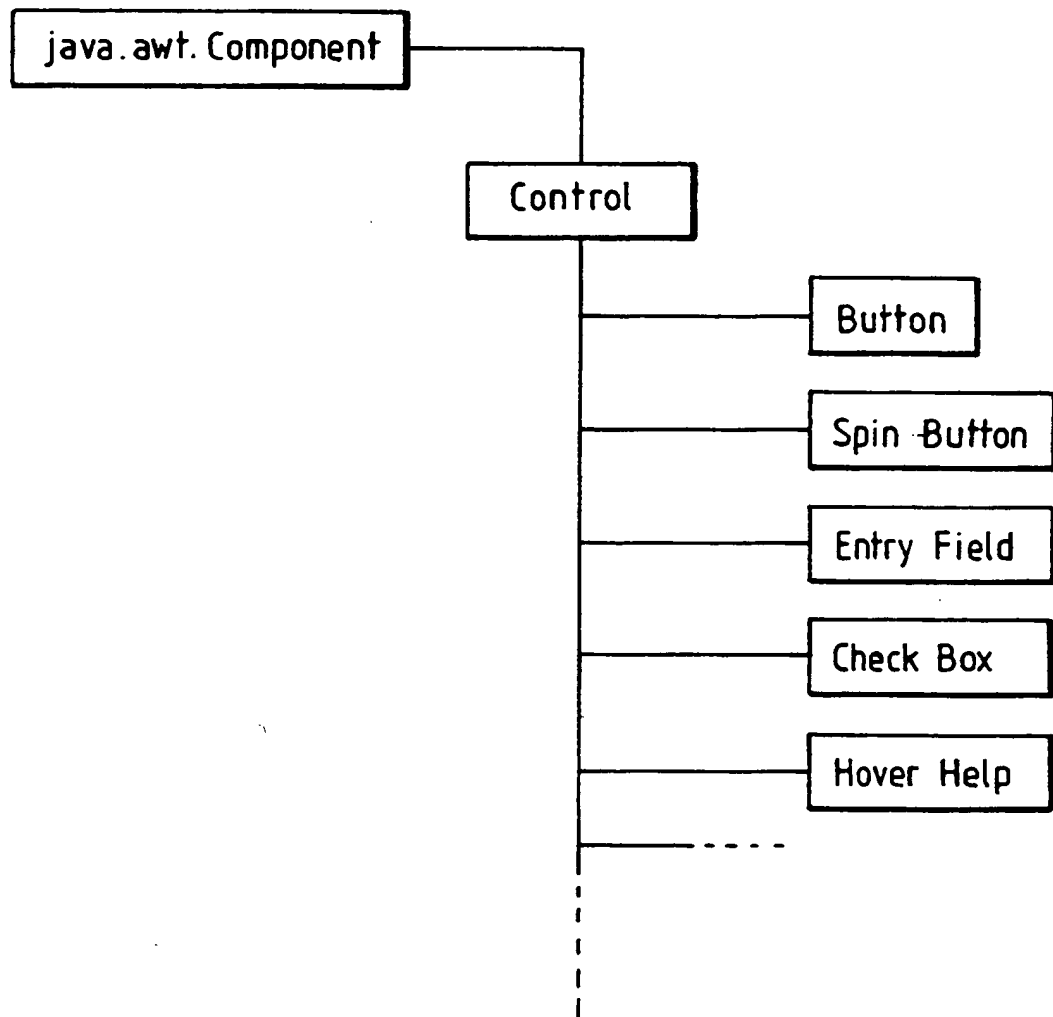 java.awt.Component
Control
Button
Spin Button
Entry Field
Check Box
Hover Help